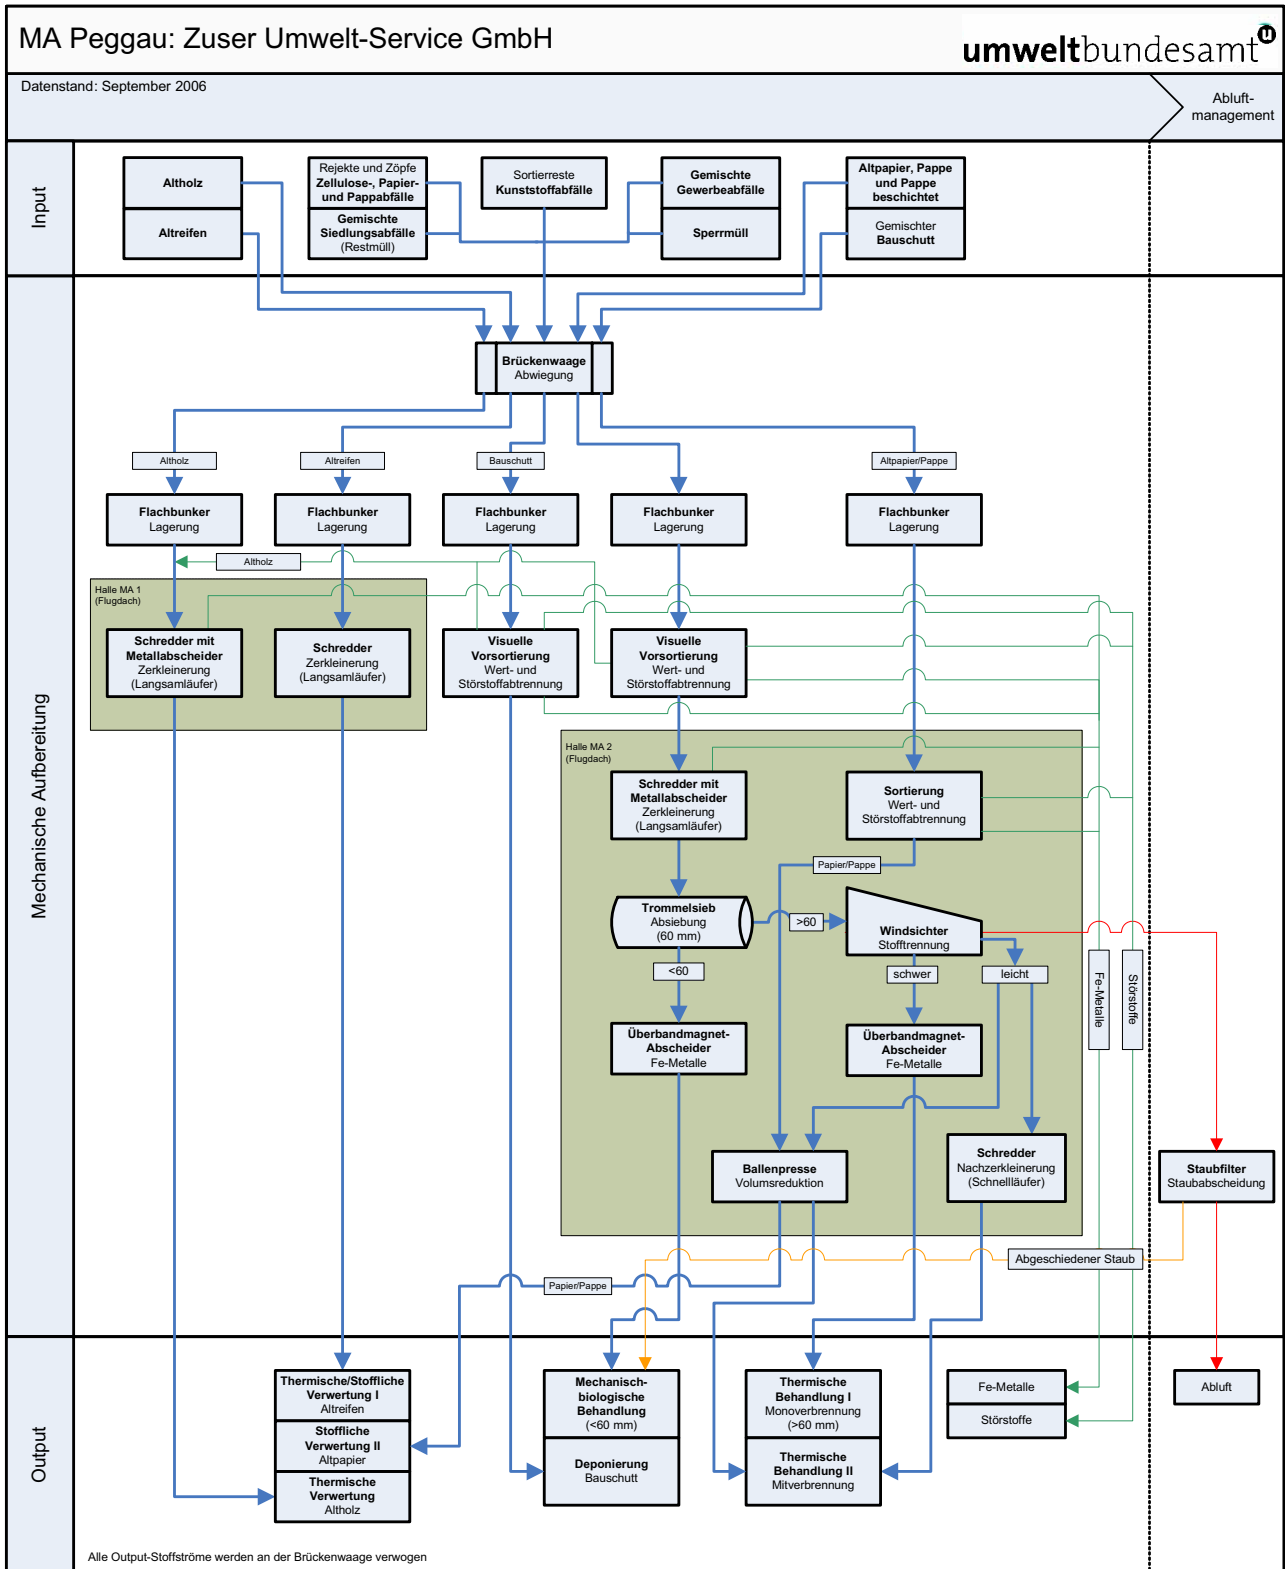 MA Peggau: Zuser Umwelt-Service GmbH
umweltbundesamt
u
Datenstand: September 2006
Abluft-
management
Input
Altholz
Altreifen
Rejekte und Zöpfe
Zellulose-, Papier-
und Pappabfälle
Gemischte
Siedlungsabfälle
(Restmüll)
Sortierreste
Kunststoffabfälle
Gemischte
Gewerbeabfälle
Sperrmüll
Altpapier, Pappe
und Pappe
beschichtet
Gemischter
Bauschutt
Mechanische Aufbereitung
Brückenwaage
Abwiegung
Altholz
Altreifen
Bauschutt
Altpapier/Pappe
Flachbunker
Lagerung
Flachbunker
Lagerung
Flachbunker
Lagerung
Flachbunker
Lagerung
Flachbunker
Lagerung
Altholz
Halle MA 1
(Flugdach)
Schredder mit
Metallabscheider
Zerkleinerung
(Langsamläufer)
Schredder
Zerkleinerung
(Langsamläufer)
Visuelle
Vorsortierung
Wert- und
Störstoffabtrennung
Visuelle
Vorsortierung
Wert- und
Störstoffabtrennung
Halle MA 2
(Flugdach)
Schredder mit
Metallabscheider
Zerkleinerung
(Langsamläufer)
Sortierung
Wert- und
Störstoffabtrennung
Papier/Pappe
Trommelsieb
Absiebung
(60 mm)
>60
Windsichter
Stofftrennung
<60
schwer
leicht
Fe-Metalle
Störstoffe
Überbandmagnet-
Abscheider
Fe-Metalle
Überbandmagnet-
Abscheider
Fe-Metalle
Ballenpresse
Volumsreduktion
Schredder
Nachzerkleinerung
(Schnellläufer)
Staubfilter
Staubabscheidung
Abgeschiedener Staub
Papier/Pappe
Output
Thermische/Stoffliche
Verwertung I
Altreifen
Stoffliche
Verwertung II
Altpapier
Thermische
Verwertung
Altholz
Mechanisch-
biologische
Behandlung
(<60 mm)
Deponierung
Bauschutt
Thermische
Behandlung I
Monoverbrennung
(>60 mm)
Thermische
Behandlung II
Mitverbrennung
Fe-Metalle
Störstoffe
Abluft
Alle Output-Stoffströme werden an der Brückenwaage verwogen